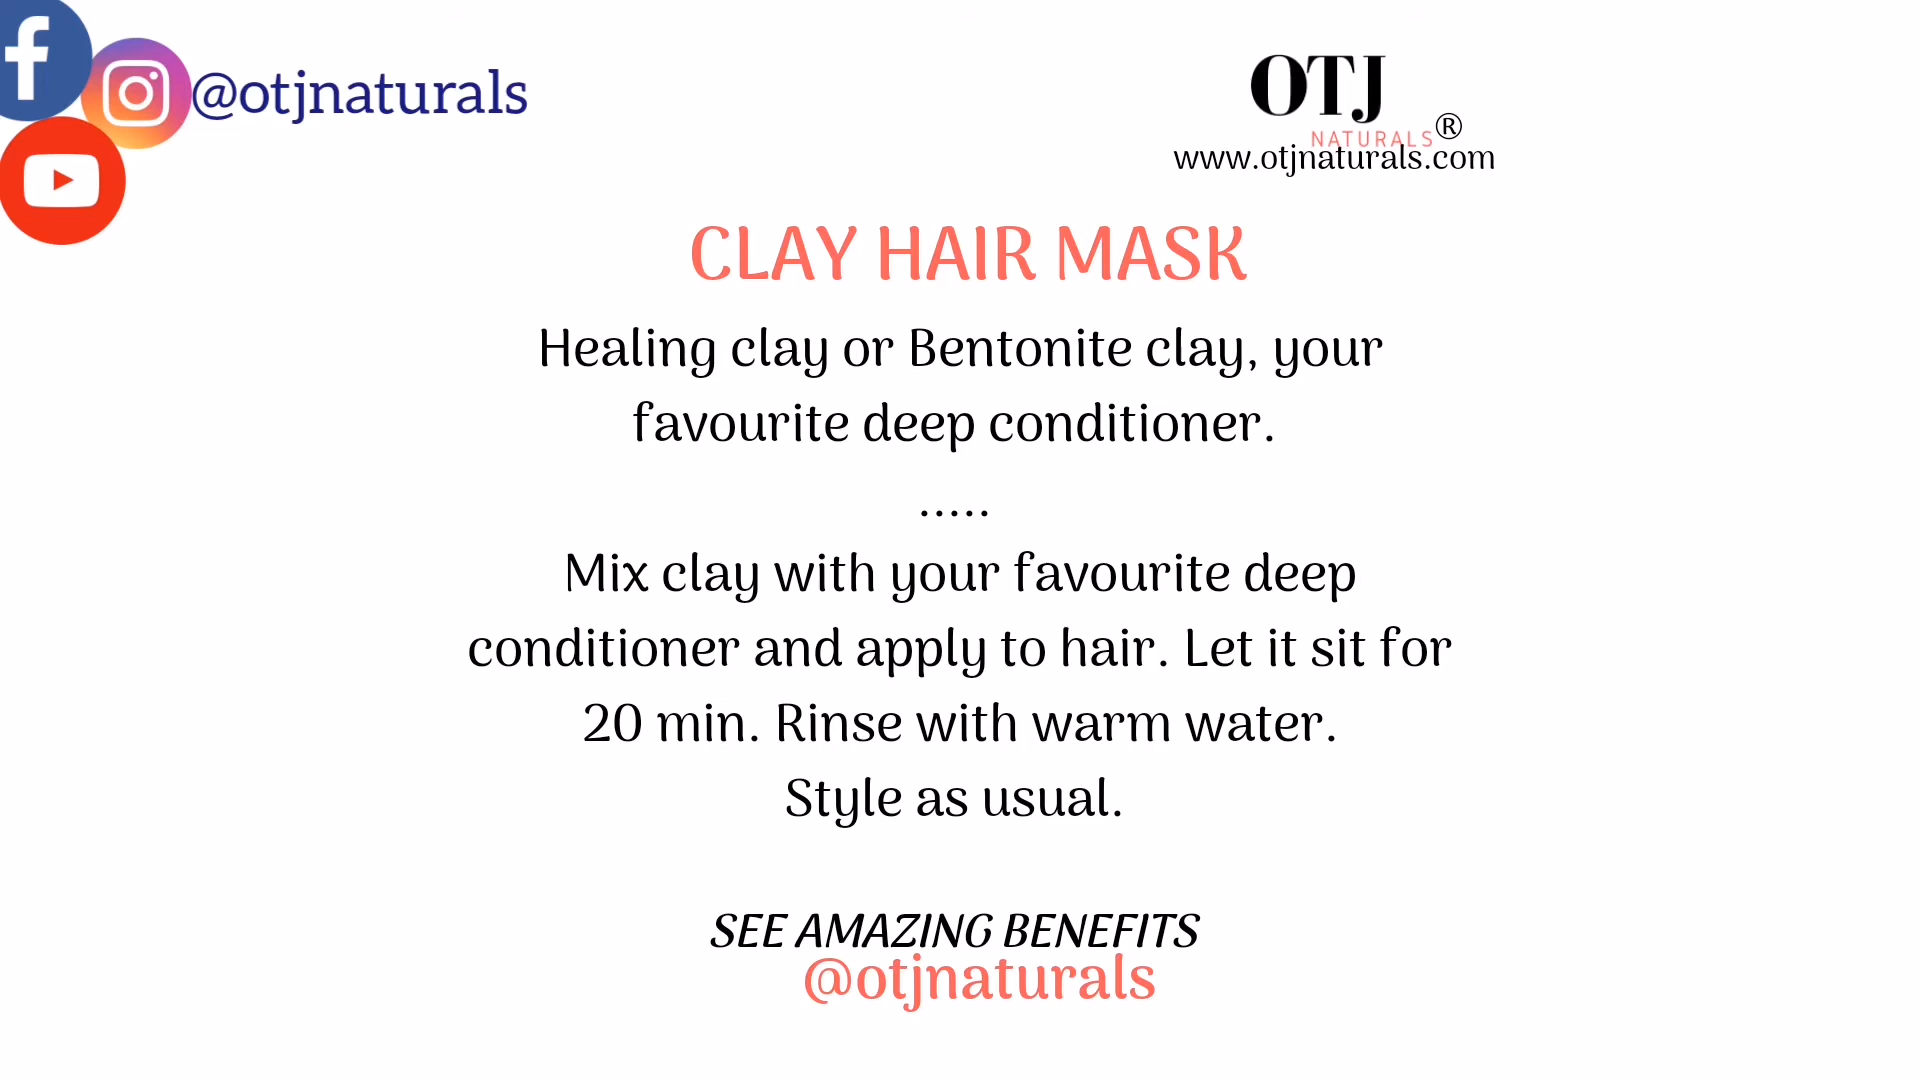 @otjnaturals
OTJ
NATURALS®
www.otjnaturals.com
CLAY HAIR MASK
Healing clay or Bentonite clay, your
favourite deep conditioner.
.....
Mix clay with your favourite deep
conditioner and apply to hair. Let it sit for
20 min. Rinse with warm water.
Style as usual.
SEE AMAZING BENEFITS
@otjnaturals